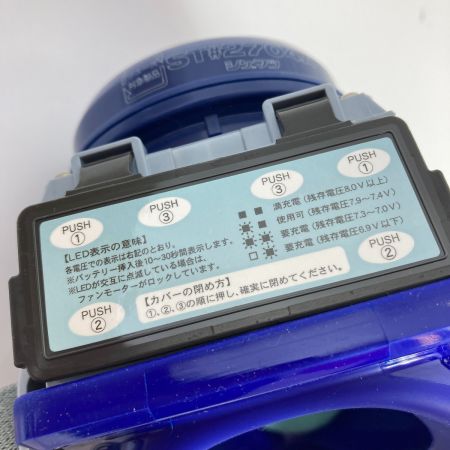 シゲマツ
PUSH
①
PUSH
③
PUSH
③
PUSH
①
【LED表示の意味】
各電圧での表示は右記のとおり。
※バッテリー挿入後10～30秒間表示します。
※LEDが交互に点滅している場合は、
ファンモーターがロックしています。
満充電（残存電圧8.0V以上）
使用可（残存電圧7.9～7.4V）
要充電（残存電圧7.3～7.0V）
要充電（残存電圧6.9V以下）
PUSH
②
【カバーの閉め方】
①、②、③の順に押し、確実に閉めてください。
PUSH
②